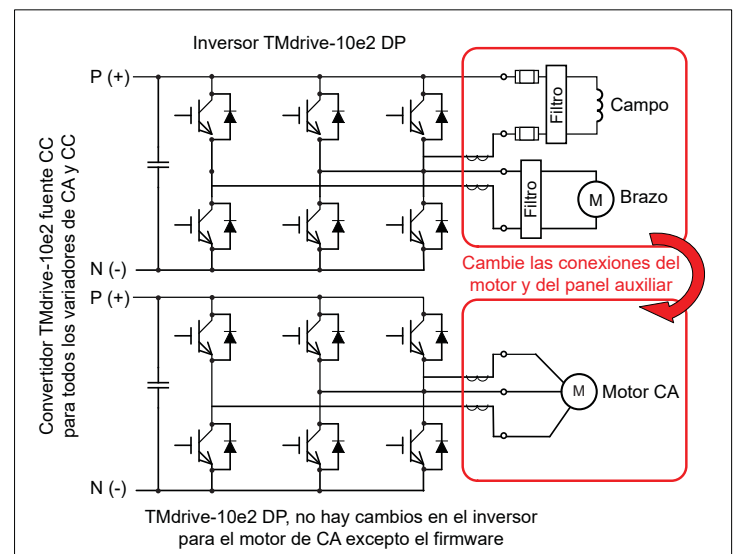 Inversor TMdrive-10e2 DP
P (+)
Filtro
Campo
Convertidor TMdrive-10e2 fuente CC
para todos los variadores de CA y CC
Filtro
M
Brazo
N (-)
Cambie las conexiones del
motor y del panel auxiliar
P (+)
M
Motor CA
N (-)
TMdrive-10e2 DP, no hay cambios en el inversor
para el motor de CA excepto el firmware